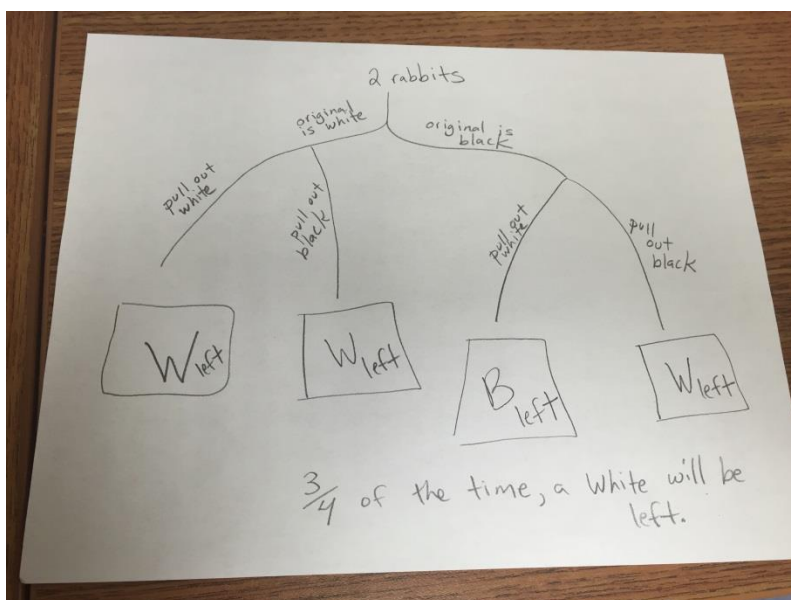 2 rabbits
original
is white
original is
black
pull out
white
pull out
black
pull out
white
pull
out
black
W left
W left
B left
W left
3/4 of the time, a white will be
left.